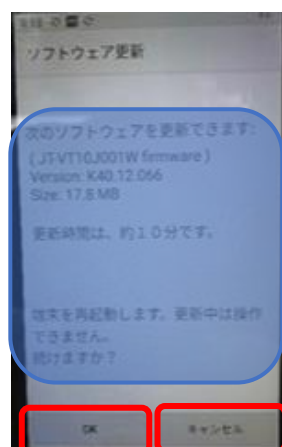 ソフトウェア更新
次のソフトウェアを更新できます:
( JT-VT10J001W firmware )
Version: K40.12.066
Size: 17.8 MB
更新時間は、約１０分です。
端末を再起動します。更新中は操作
できません。
続けますか？
OK キャンセル